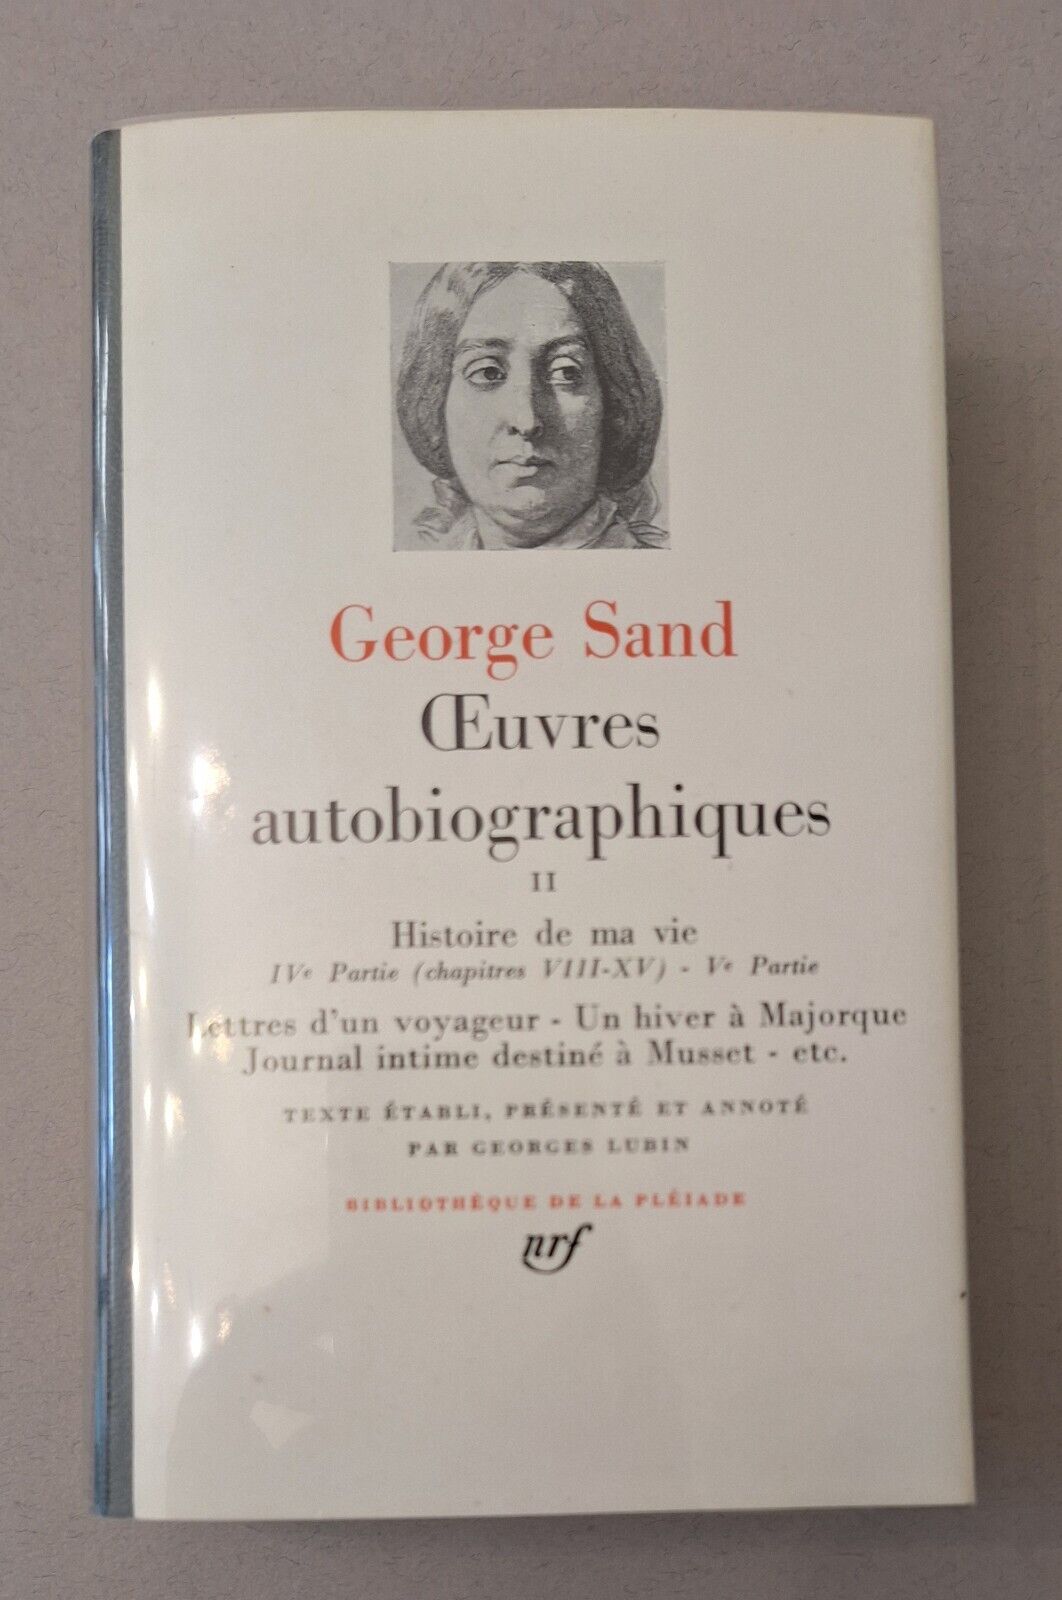 George Sand
Œuvres
autobiographiques
II
Histoire de ma vie
IVe Partie (chapitres VIII-XV) - Ve Partie
Lettres d'un voyageur - Un hiver à Majorque
Journal intime destiné à Musset - etc.
TEXTE ÉTABLI, PRÉSENTÉ ET ANNOTÉ
PAR GEORGES LUBIN
BIBLIOTHÈQUE DE LA PLÉIADE
nrf